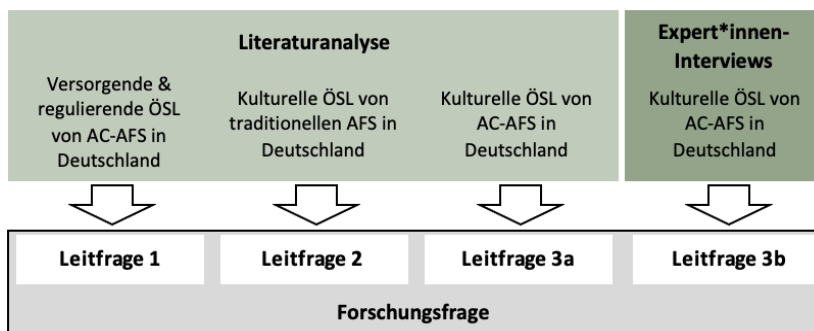 Literaturanalyse
Versorgende &
regulierende ÖSL
von AC-AFS in
Deutschland
Kulturelle ÖSL von
traditionellen AFS in
Deutschland
Kulturelle ÖSL von
AC-AFS in
Deutschland
Expert*innen-
Interviews
Kulturelle ÖSL von
AC-AFS in
Deutschland
Leitfrage 1
Leitfrage 2
Leitfrage 3a
Leitfrage 3b
Forschungsfrage